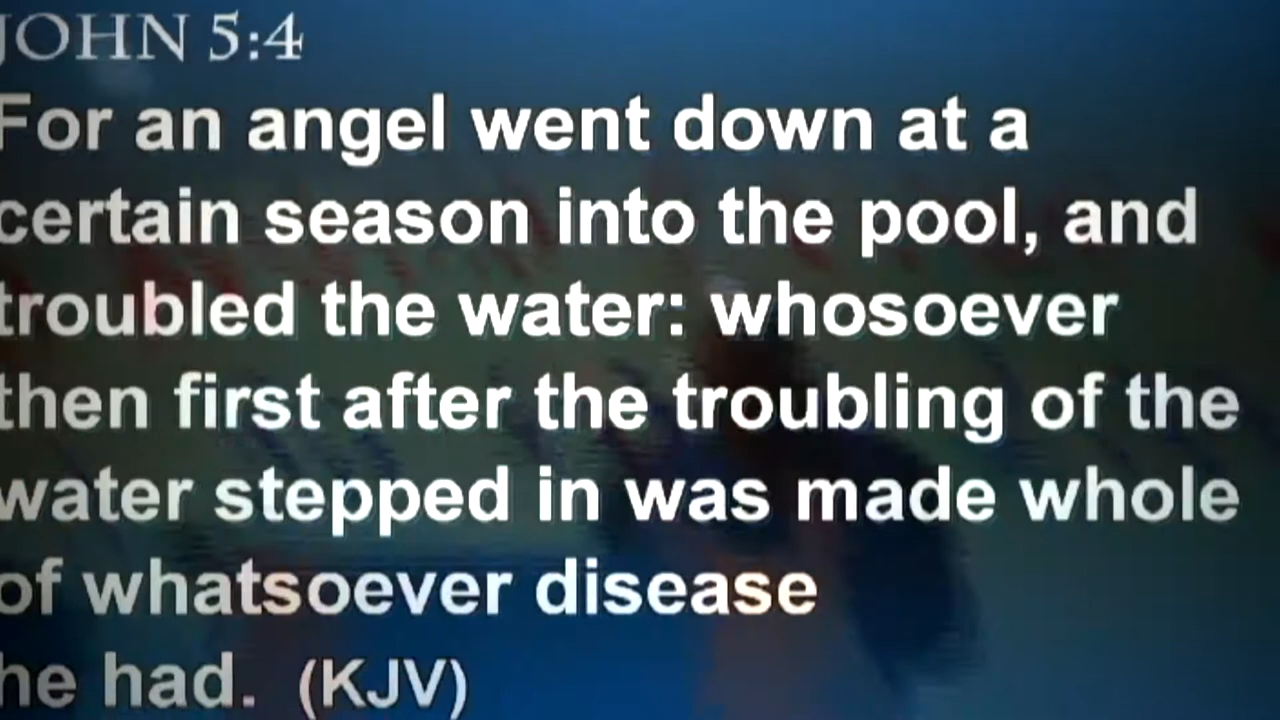 JOHN 5:4
For an angel went down at a
certain season into the pool, and
troubled the water: whosoever
then first after the troubling of the
water stepped in was made whole
of whatsoever disease
he had. (KJV)